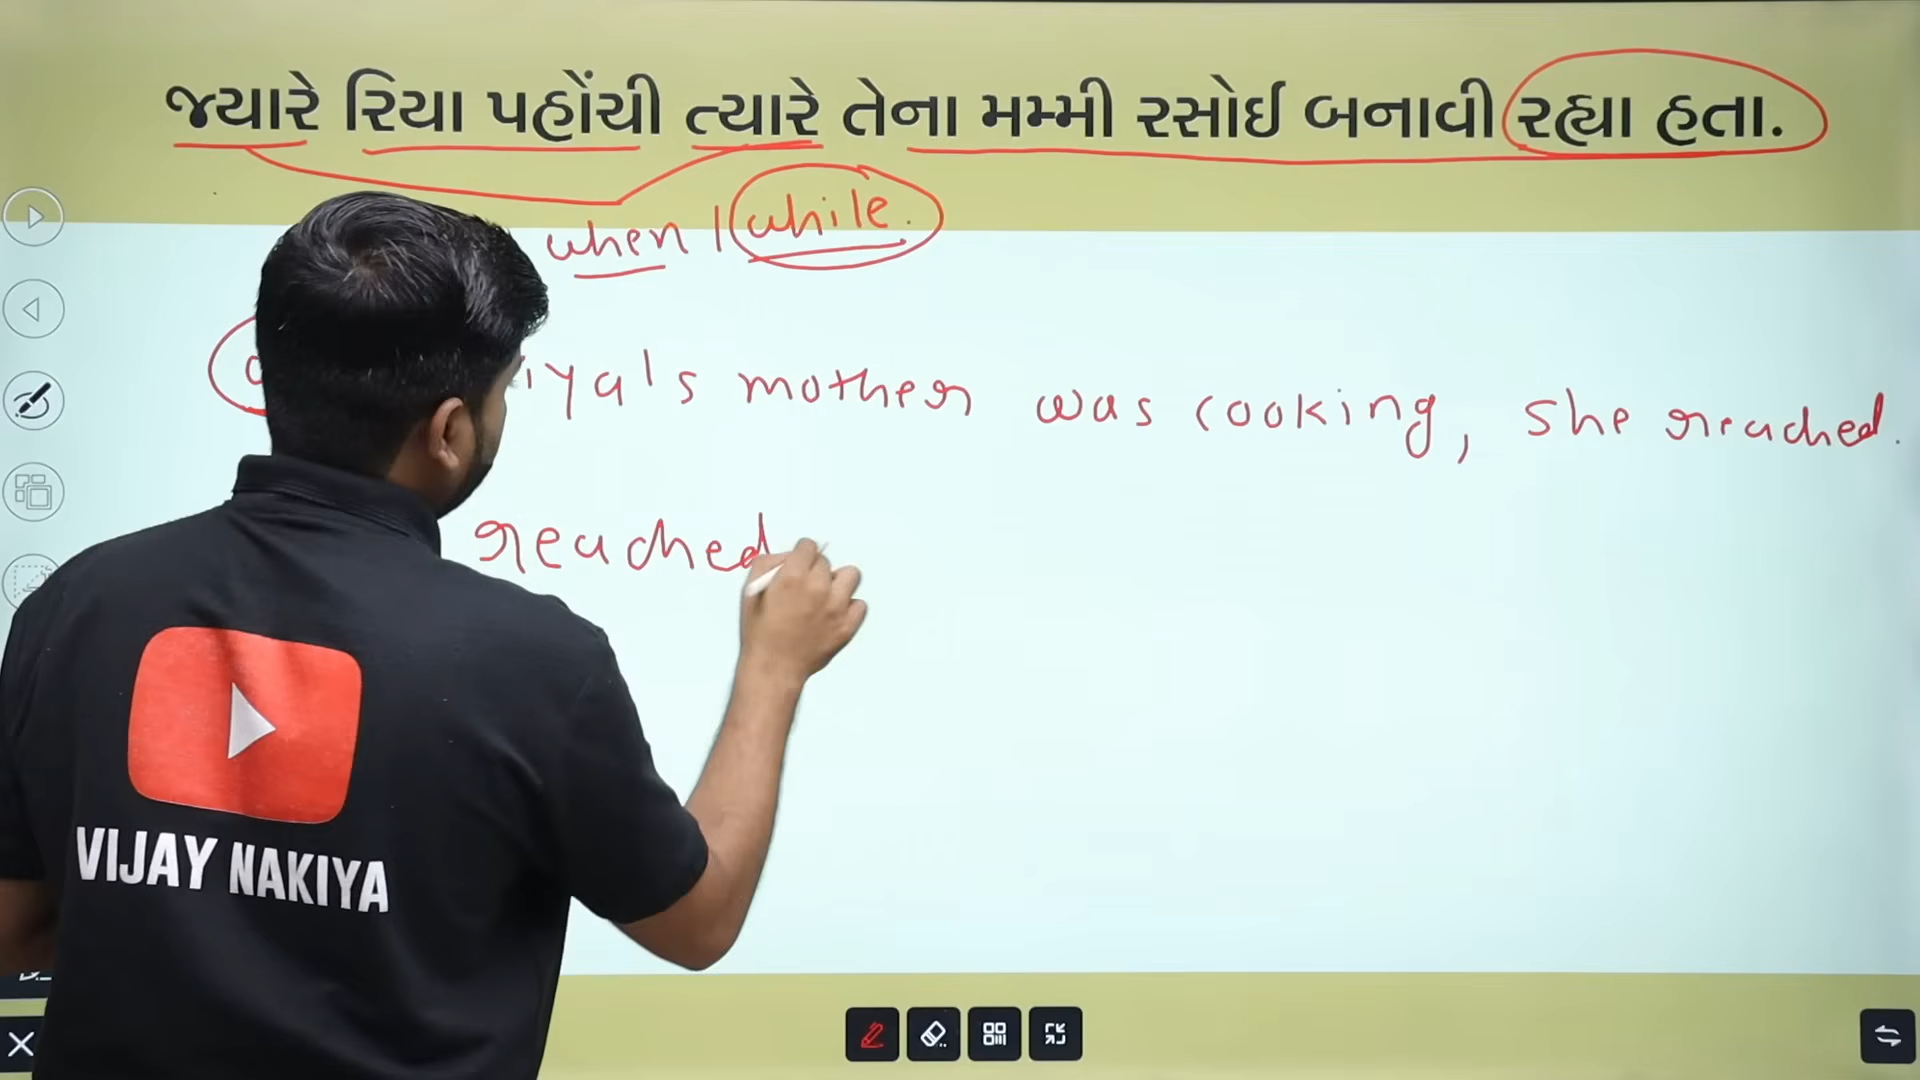 જ્યારે રિયા પહોંચી ત્યારે તેના મમ્મી રસોઈ બનાવી રહ્યા હતા.
when / while.
iya's mother was cooking, she reached.
reached
VIJAY NAKIYA